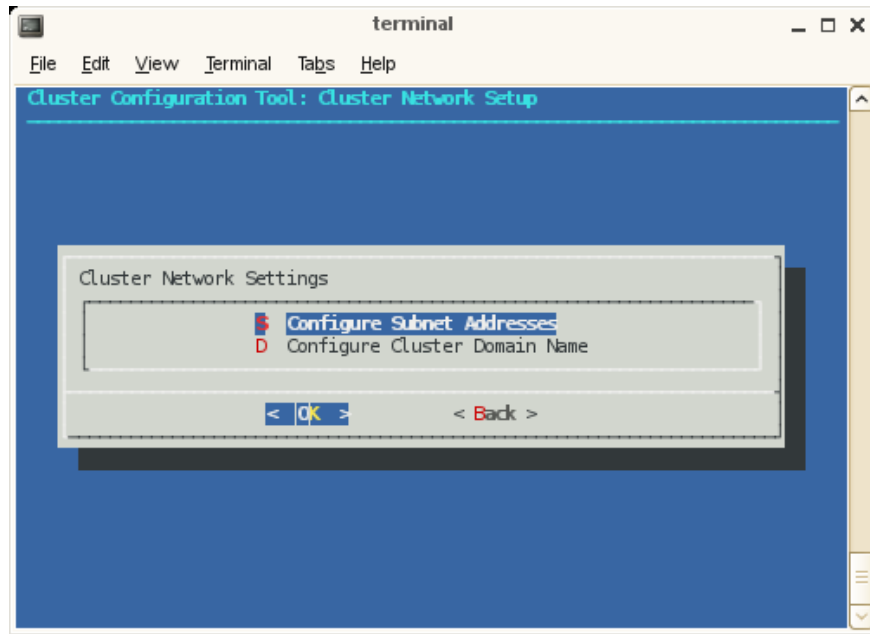 terminal
File Edit View Terminal Tabs Help
Cluster Configuration Tool: Cluster Network Setup
Cluster Network Settings
S Configure Subnet Addresses
D Configure Cluster Domain Name
< OK > < Back >